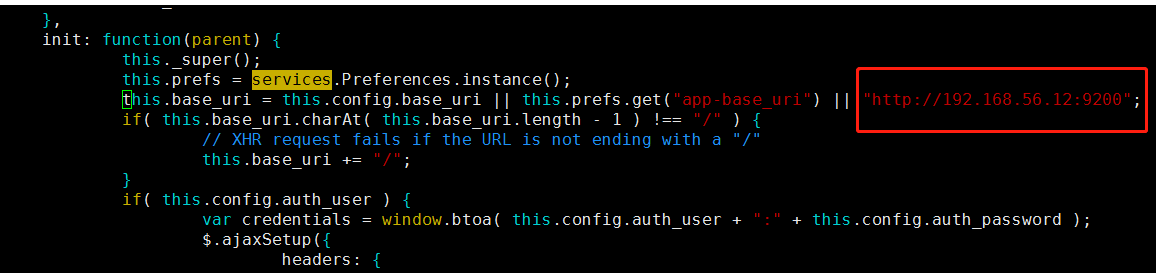 },
init: function(parent) {
this._super();
this.prefs = services.Preferences.instance();
this.base_uri = this.config.base_uri || this.prefs.get("app-base_uri") || "http://192.168.56.12:9200";
if( this.base_uri.charAt( this.base_uri.length - 1 ) !== "/" ) {
// XHR request fails if the URL is not ending with a "/"
this.base_uri += "/";
}
if( this.config.auth_user ) {
var credentials = window.btoa( this.config.auth_user + ":" + this.config.auth_password );
$.ajaxSetup({
headers: {